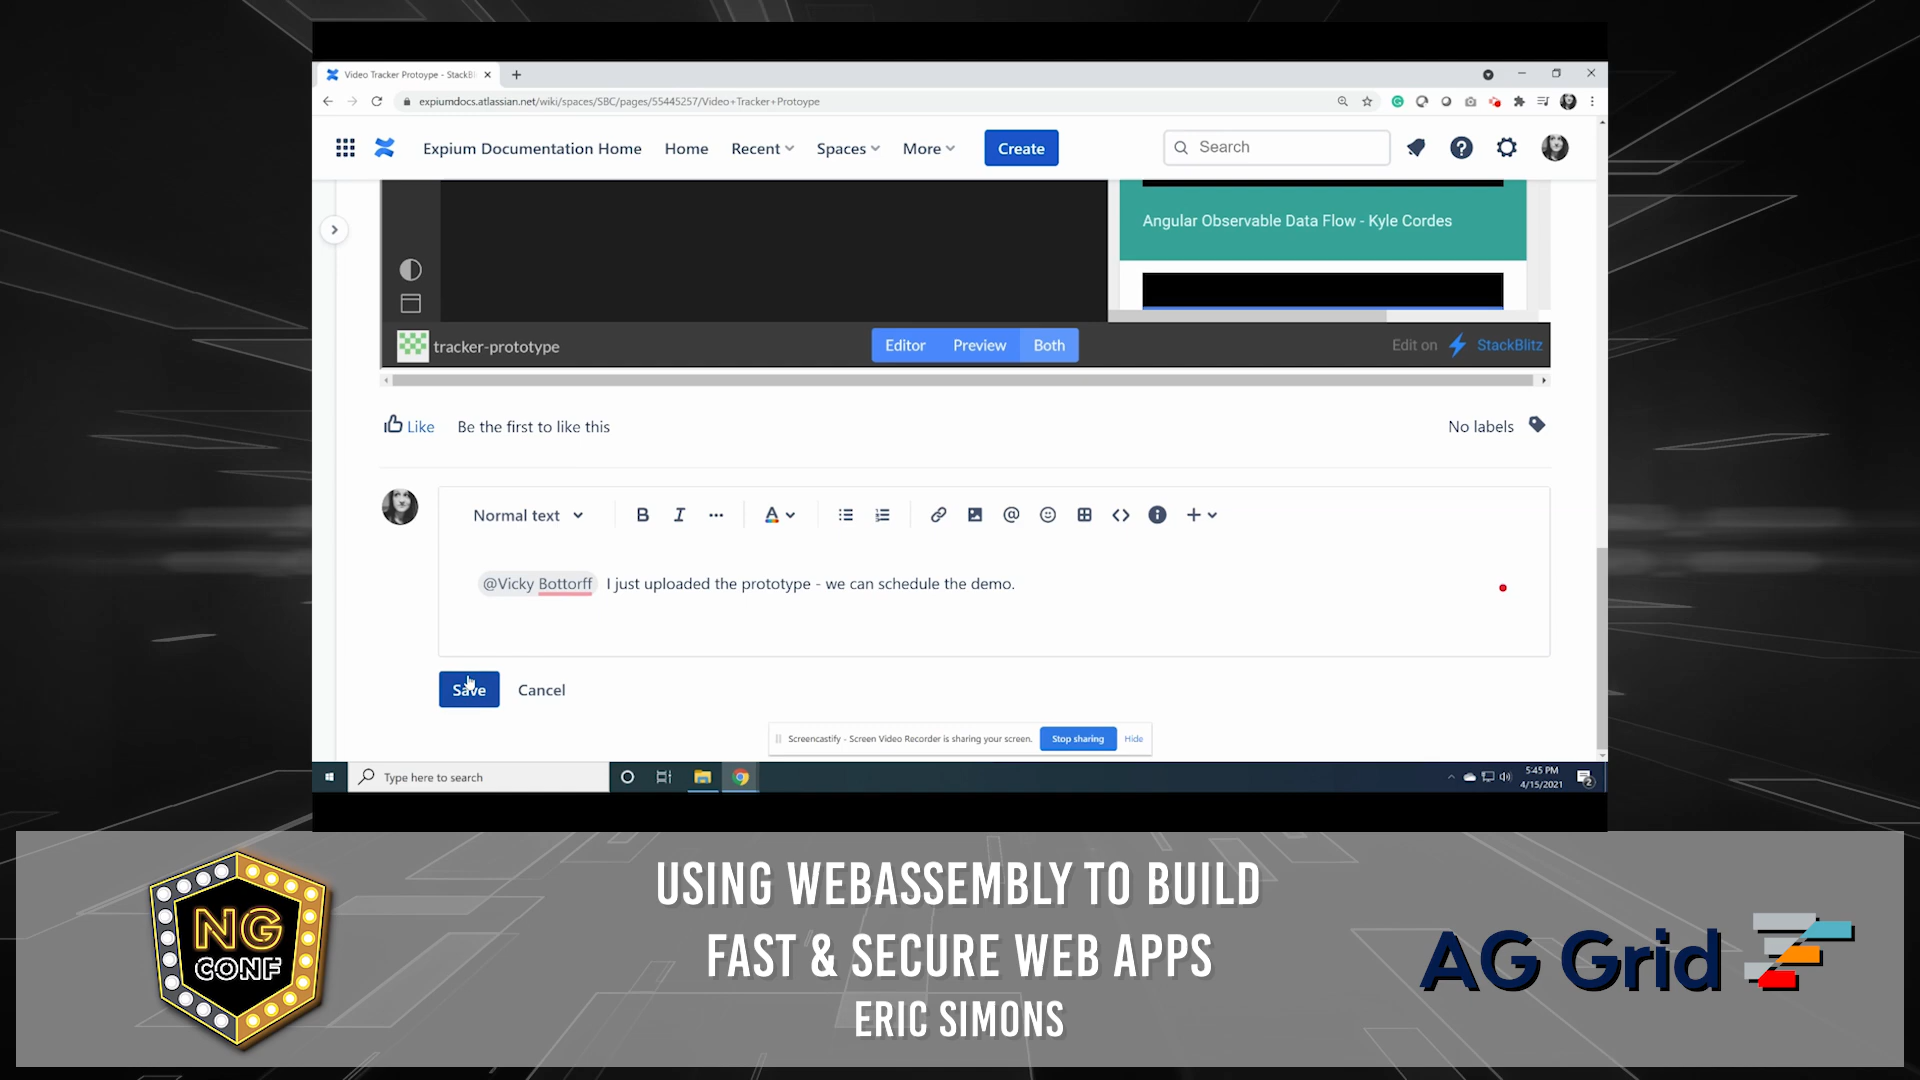 Video Tracker Protoype - StackBl
expiumdocs.atlassian.net/wiki/spaces/SBC/pages/55445257/Video+Tracker+Protoype
Expium Documentation Home
Home
Recent
Spaces
More
Create
Search
Angular Observable Data Flow - Kyle Cordes
tracker-prototype
Editor
Preview
Both
Edit on
StackBlitz
Like
Be the first to like this
No labels
Normal text
@Vicky Bottorff I just uploaded the prototype - we can schedule the demo.
Save
Cancel
Screencastify - Screen Video Recorder is sharing your screen.
Stop sharing
Hide
Type here to search
5:45 PM
4/15/2021
2
NG
CONF
USING WEBASSEMBLY TO BUILD
FAST & SECURE WEB APPS
ERIC SIMONS
AG Grid